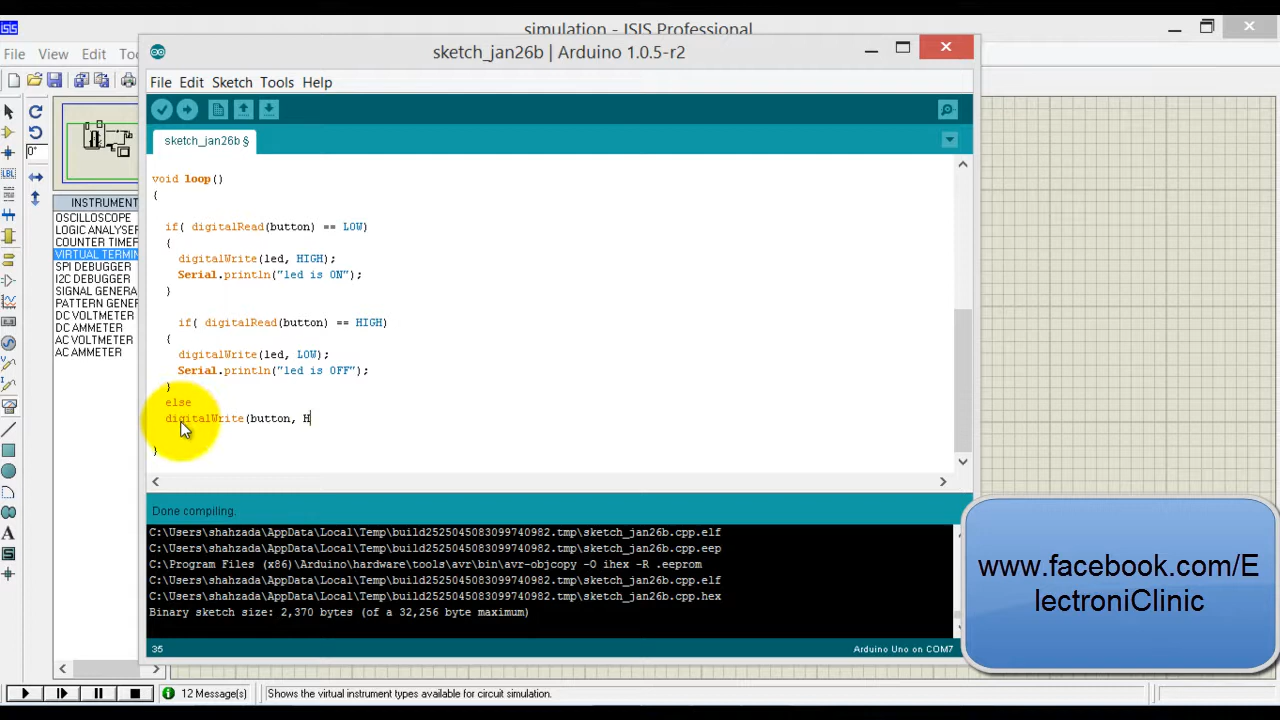 simulation - ISIS Professional
File View Edit To
sketch_jan26b | Arduino 1.0.5-r2
File Edit Sketch Tools Help
sketch_jan26b §
0°
LBL
INSTRUMENT
OSCILLOSCOPE
LOGIC ANALYSER
COUNTER TIMER
VIRTUAL TERMIN
SPI DEBUGGER
I2C DEBUGGER
SIGNAL GENERA
PATTERN GENER
DC VOLTMETER
DC AMMETER
AC VOLTMETER
AC AMMETER
void loop()
{
if( digitalRead(button) == LOW)
{
digitalWrite(led, HIGH);
Serial.println("led is ON");
}
if( digitalRead(button) == HIGH)
{
digitalWrite(led, LOW);
Serial.println("led is OFF");
}
else
digitalWrite(button, H
}
Done compiling.
C:\Users\shahzada\AppData\Local\Temp\build2525045083099740982.tmp\sketch_jan26b.cpp.elf
C:\Users\shahzada\AppData\Local\Temp\build2525045083099740982.tmp\sketch_jan26b.cpp.eep
C:\Program Files (x86)\Arduino\hardware\tools\avr\bin\avr-objcopy -O ihex -R .eeprom
C:\Users\shahzada\AppData\Local\Temp\build2525045083099740982.tmp\sketch_jan26b.cpp.elf
C:\Users\shahzada\AppData\Local\Temp\build2525045083099740982.tmp\sketch_jan26b.cpp.hex
Binary sketch size: 2,370 bytes (of a 32,256 byte maximum)
35
Arduino Uno on COM7
www.facebook.com/E
lectroniClinic
12 Message(s)
Shows the virtual instrument types available for circuit simulation.